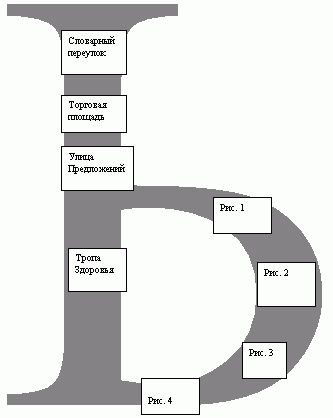 Словарный
переулок
Торговая
площадь
Улица
Предложений
Рис. 1
Тропа
Здоровья
Рис. 2
Рис. 3
Рис. 4